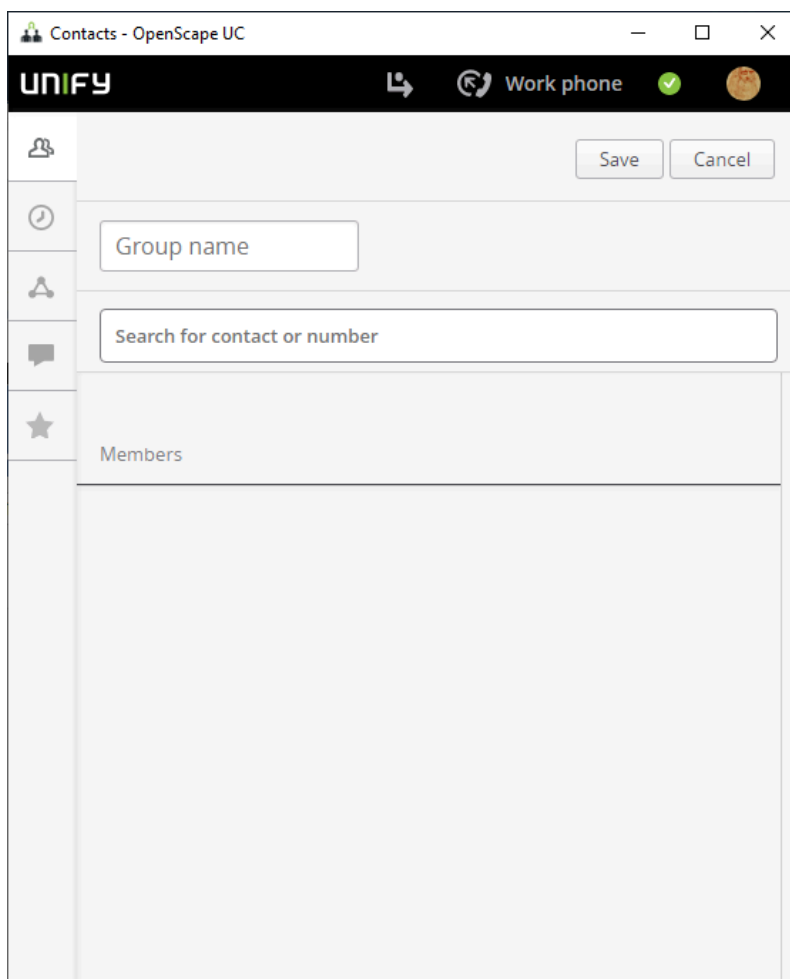 Contacts - OpenScape UC
UNIFY
Work phone
Save
Cancel
Group name
Search for contact or number
Members